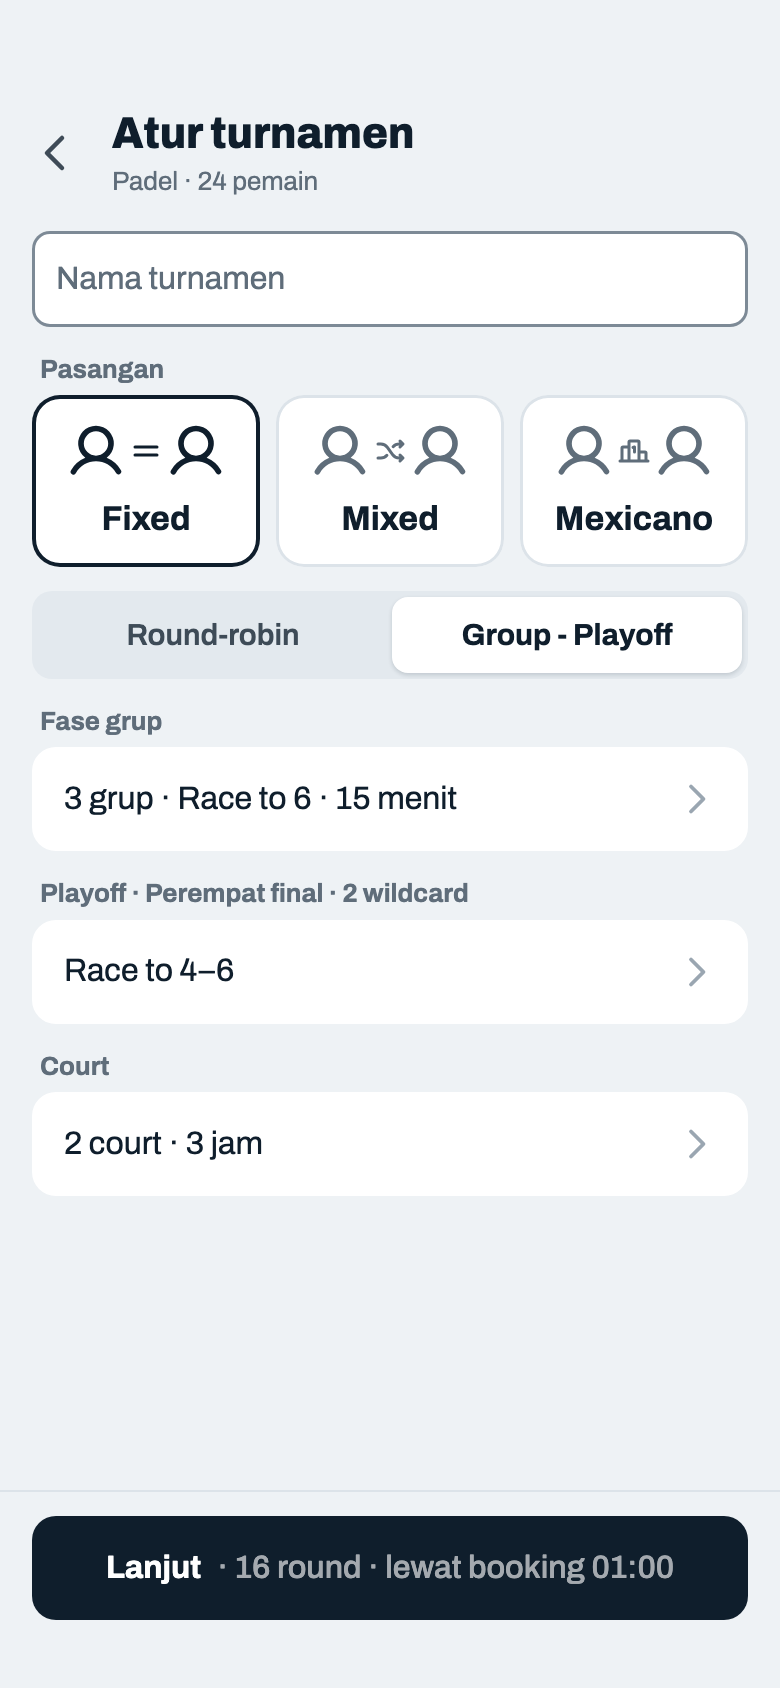 Atur turnamen
Padel · 24 pemain
Nama turnamen
Pasangan
Fixed
Mixed
Mexicano
Round-robin
Group - Playoff
Fase grup
3 grup · Race to 6 · 15 menit
Playoff · Perempat final · 2 wildcard
Race to 4–6
Court
2 court · 3 jam
Lanjut · 16 round · lewat booking 01:00